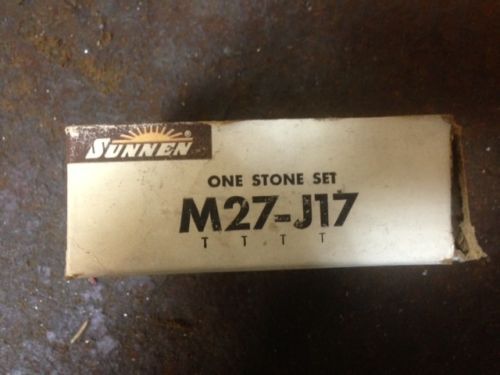 SUNNEN®
ONE STONE SET
M27-J17
T T T T